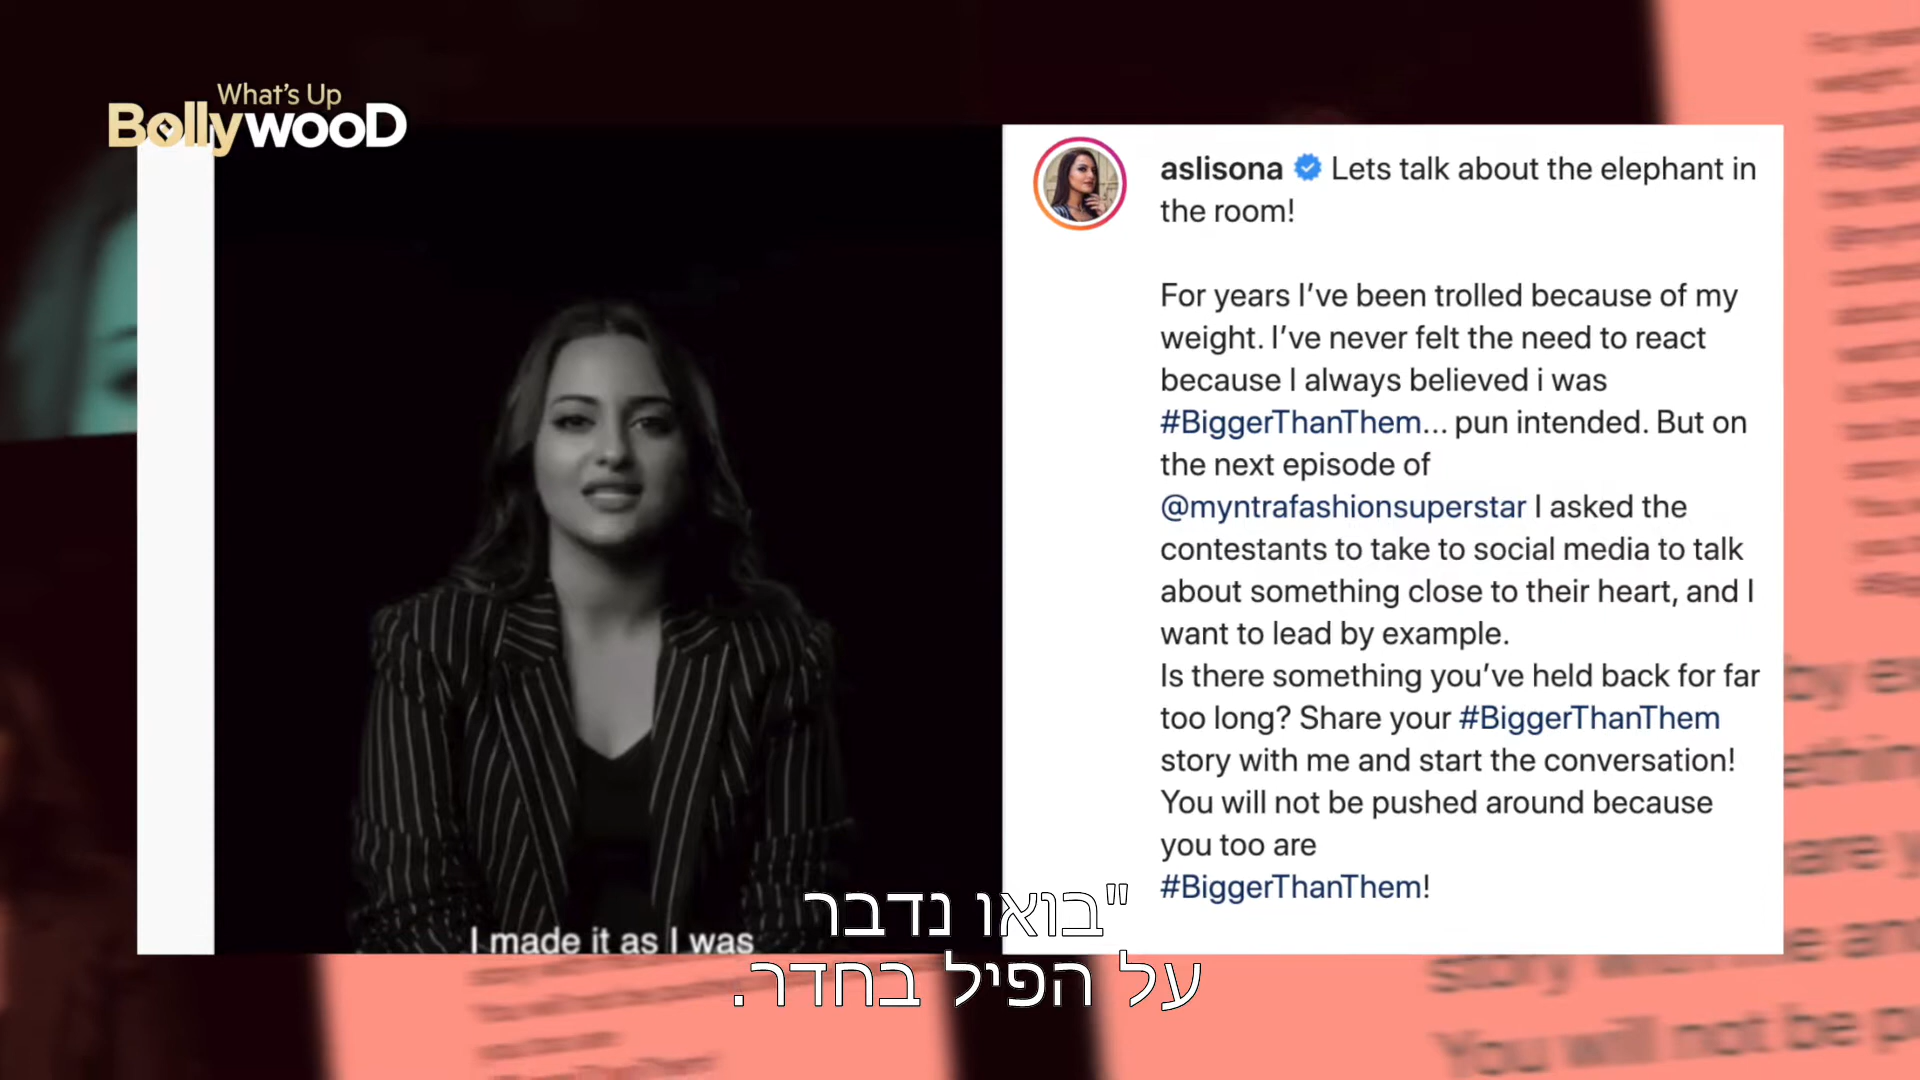 What's Up
BollywooD
aslisona Lets talk about the elephant in
the room!
For years I've been trolled because of my
weight. I've never felt the need to react
because I always believed i was
#BiggerThanThem... pun intended. But on
the next episode of
@myntrafashionsuperstar I asked the
contestants to take to social media to talk
about something close to their heart, and I
want to lead by example.
Is there something you've held back for far
too long? Share your #BiggerThanThem
story with me and start the conversation!
You will not be pushed around because
you too are
#BiggerThanThem!
I made it as I was
"בואו נדבר
על הפיל בחדר.